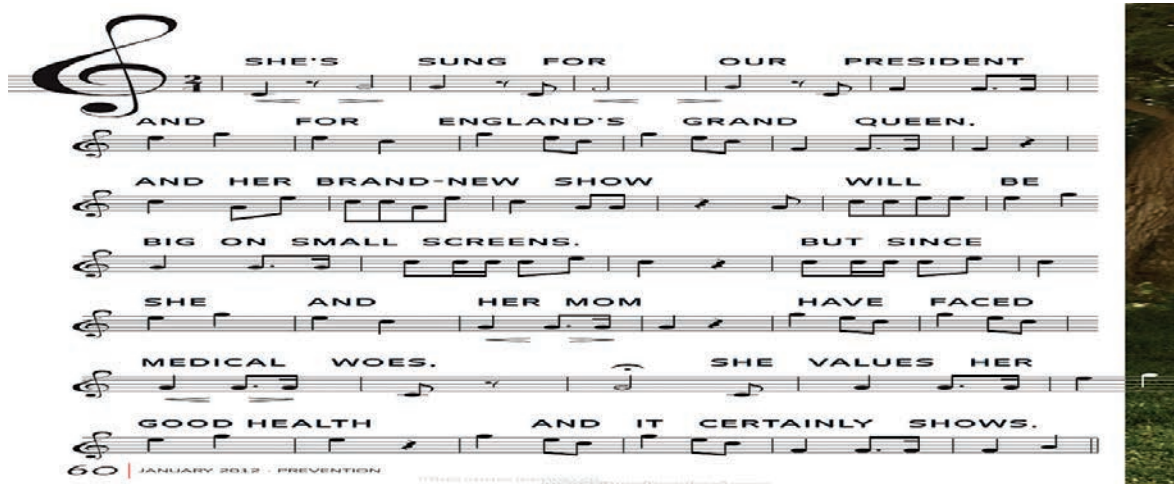 SHE'S SUNG FOR OUR PRESIDENT
2
4
AND FOR ENGLAND'S GRAND QUEEN.
AND HER BRAND-NEW SHOW WILL BE
BIG ON SMALL SCREENS. BUT SINCE
SHE AND HER MOM HAVE FACED
MEDICAL WOES. SHE VALUES HER
GOOD HEALTH AND IT CERTAINLY SHOWS.
60 | JANUARY 2012 · PREVENTION